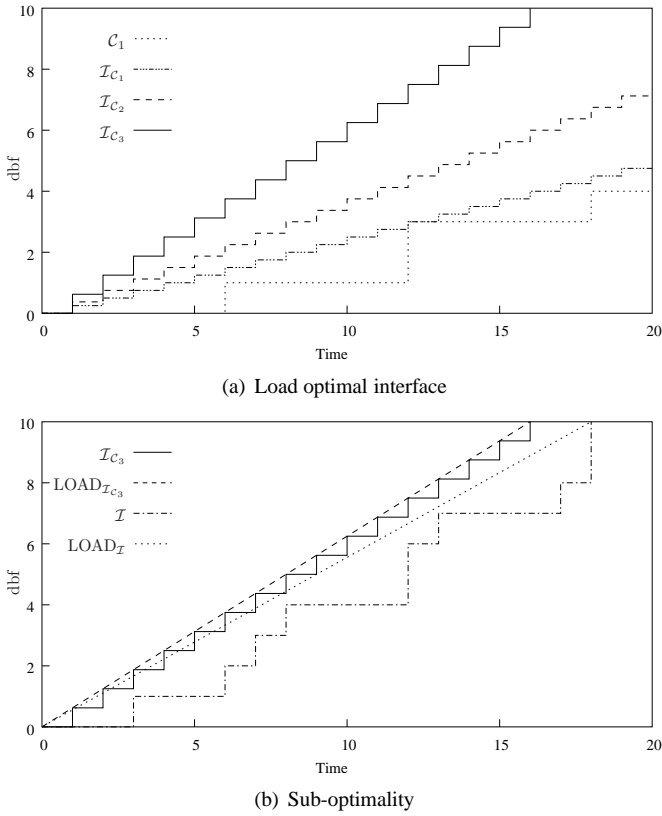 10
8
6
4
2
0
dbf
𝒞₁
ℐ𝒞₁
ℐ𝒞₂
ℐ𝒞₃
0 5 10 15 20
Time
(a) Load optimal interface
10
8
6
4
2
0
dbf
ℐ𝒞₃
LOADℐ𝒞₃
ℐ
LOADℐ
0 5 10 15 20
Time
(b) Sub-optimality